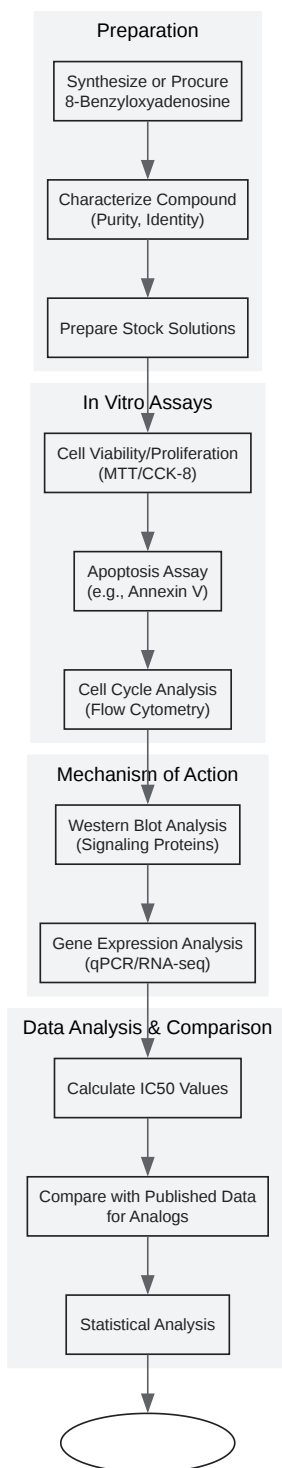 Preparation
Synthesize or Procure
8-Benzyloxyadenosine
Characterize Compound
(Purity, Identity)
Prepare Stock Solutions
In Vitro Assays
Cell Viability/Proliferation
(MTT/CCK-8)
Apoptosis Assay
(e.g., Annexin V)
Cell Cycle Analysis
(Flow Cytometry)
Mechanism of Action
Western Blot Analysis
(Signaling Proteins)
Gene Expression Analysis
(qPCR/RNA-seq)
Data Analysis & Comparison
Calculate IC50 Values
Compare with Published Data
for Analogs
Statistical Analysis